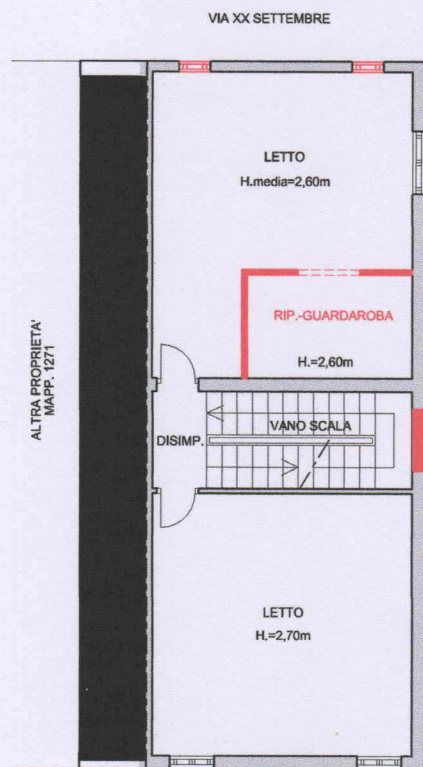 VIA XX SETTEMBRE
LETTO
H.media=2,60m
RIP.-GUARDAROBA
H.=2,60m
ALTRA PROPRIETA'
MAPP. 1271
DISIMP.
VANO SCALA
LETTO
H.=2,70m